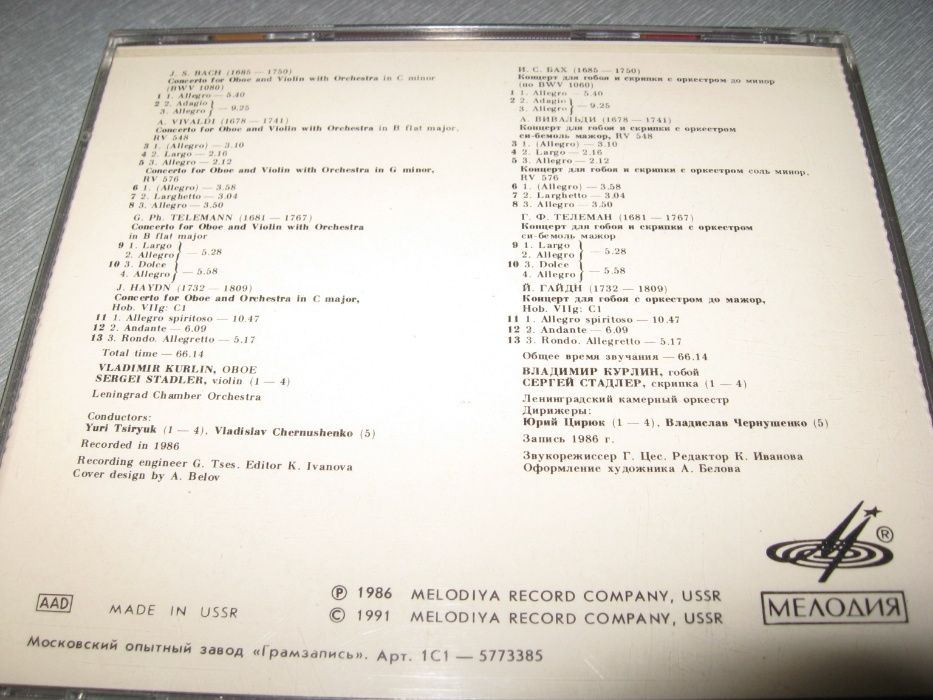 J. S. BACH (1685 — 1750)
Concerto for Oboe and Violin with Orchestra in C minor
(BWV 1080)
1 1. Allegro — 5.40
2 2. Adagio
3. Allegro — 9.25
A. VIVALDI (1678 — 1741)
Concerto for Oboe and Violin with Orchestra in B flat major,
RV 548
3 1. (Allegro) — 3.10
4 2. Largo — 2.16
5 3. Allegro — 2.12
Concerto for Oboe and Violin with Orchestra in G minor,
RV 576
6 1. (Allegro) — 3.58
7 2. Larghetto — 3.04
8 3. Allegro — 3.50
G. Ph. TELEMANN (1681 — 1767)
Concerto for Oboe and Violin with Orchestra
in B flat major
9 1. Largo
2. Allegro — 5.28
10 3. Dolce
4. Allegro — 5.58
J. HAYDN (1732 — 1809)
Concerto for Oboe and Orchestra in C major,
Hob. VIIg: C1
11 1. Allegro spiritoso — 10.47
12 2. Andante — 6.09
13 3. Rondo. Allegretto — 5.17
Total time — 66.14
VLADIMIR KURLIN, OBOE
SERGEI STADLER, violin (1 — 4)
Leningrad Chamber Orchestra
Conductors:
Yuri Tsiryuk (1 — 4), Vladislav Chernushenko (5)
Recorded in 1986
Recording engineer G. Tses. Editor K. Ivanova
Cover design by A. Belov
И. С. БАХ (1685 — 1750)
Концерт для гобоя и скрипки с оркестром до минор
(по BWV 1060)
1 1. Allegro — 5.40
2 2. Adagio
3. Allegro — 9.25
А. ВИВАЛЬДИ (1678 — 1741)
Концерт для гобоя и скрипки с оркестром
си-бемоль мажор, RV 548
3 1. (Allegro) — 3.10
4 2. Largo — 2.16
5 3. Allegro — 2.12
Концерт для гобоя и скрипки с оркестром соль минор,
RV 576
6 1. (Allegro) — 3.58
7 2. Larghetto — 3.04
8 3. Allegro — 3.50
Г. Ф. ТЕЛЕМАН (1681 — 1767)
Концерт для гобоя и скрипки с оркестром
си-бемоль мажор
9 1. Largo
2. Allegro — 5.28
10 3. Dolce
4. Allegro — 5.58
Й. ГАЙДН (1732 — 1809)
Концерт для гобоя с оркестром до мажор,
Hob. VIIg: C1
11 1. Allegro spiritoso — 10.47
12 2. Andante — 6.09
13 3. Rondo. Allegretto — 5.17
Общее время звучания — 66.14
ВЛАДИМИР КУРЛИН, гобой
СЕРГЕЙ СТАДЛЕР, скрипка (1 — 4)
Ленинградский камерный оркестр
Дирижеры:
Юрий Цирюк (1 — 4), Владислав Чернушенко (5)
Запись 1986 г.
Звукорежиссер Г. Цес. Редактор К. Иванова
Оформление художника А. Белова
®
МЕЛОДИЯ
AAD
MADE IN USSR
Ⓟ 1986 MELODIYA RECORD COMPANY, USSR
© 1991 MELODIYA RECORD COMPANY, USSR
Московский опытный завод «Грамзапись». Арт. 1С1 — 5773385